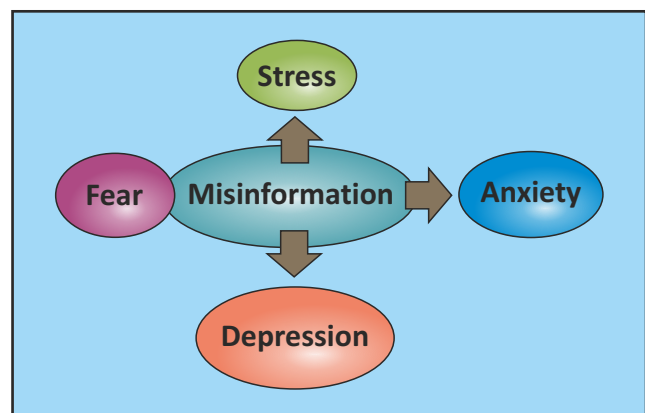 Stress
Fear
Misinformation
Anxiety
Depression